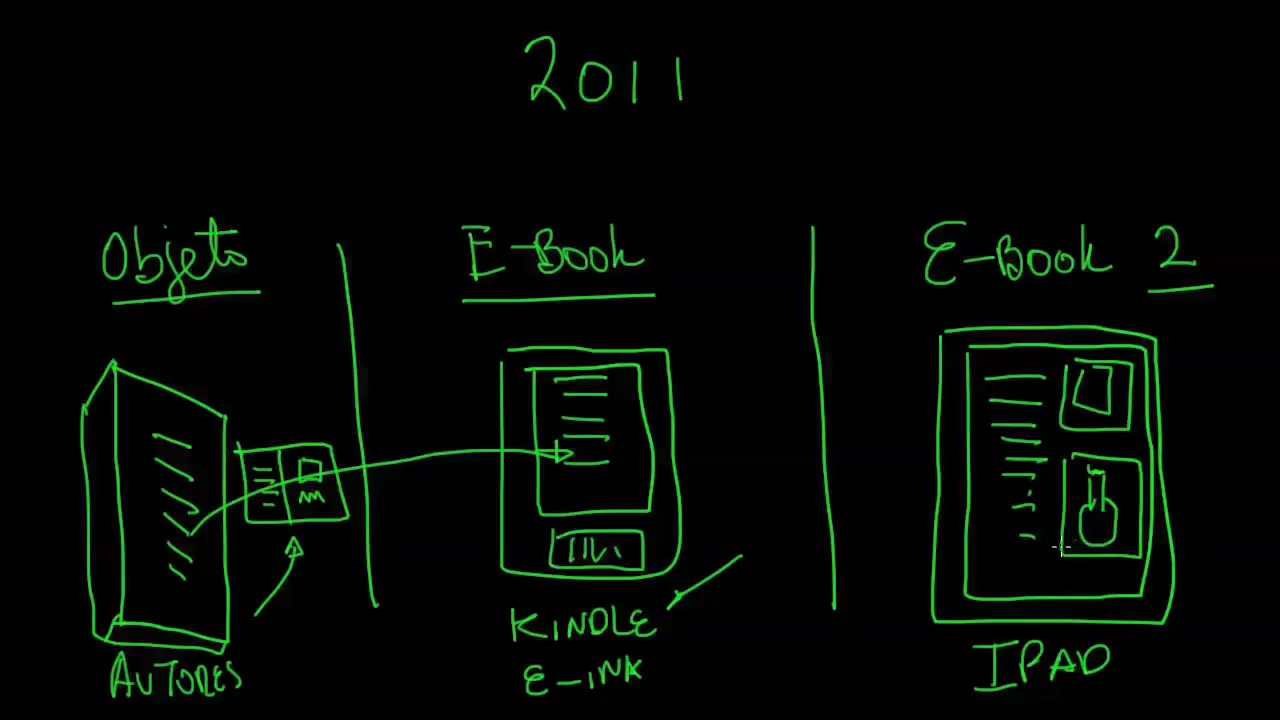 2011
Objeto
E-Book
E-Book 2
AUTORES
KINDLE
E-INK
IPAD